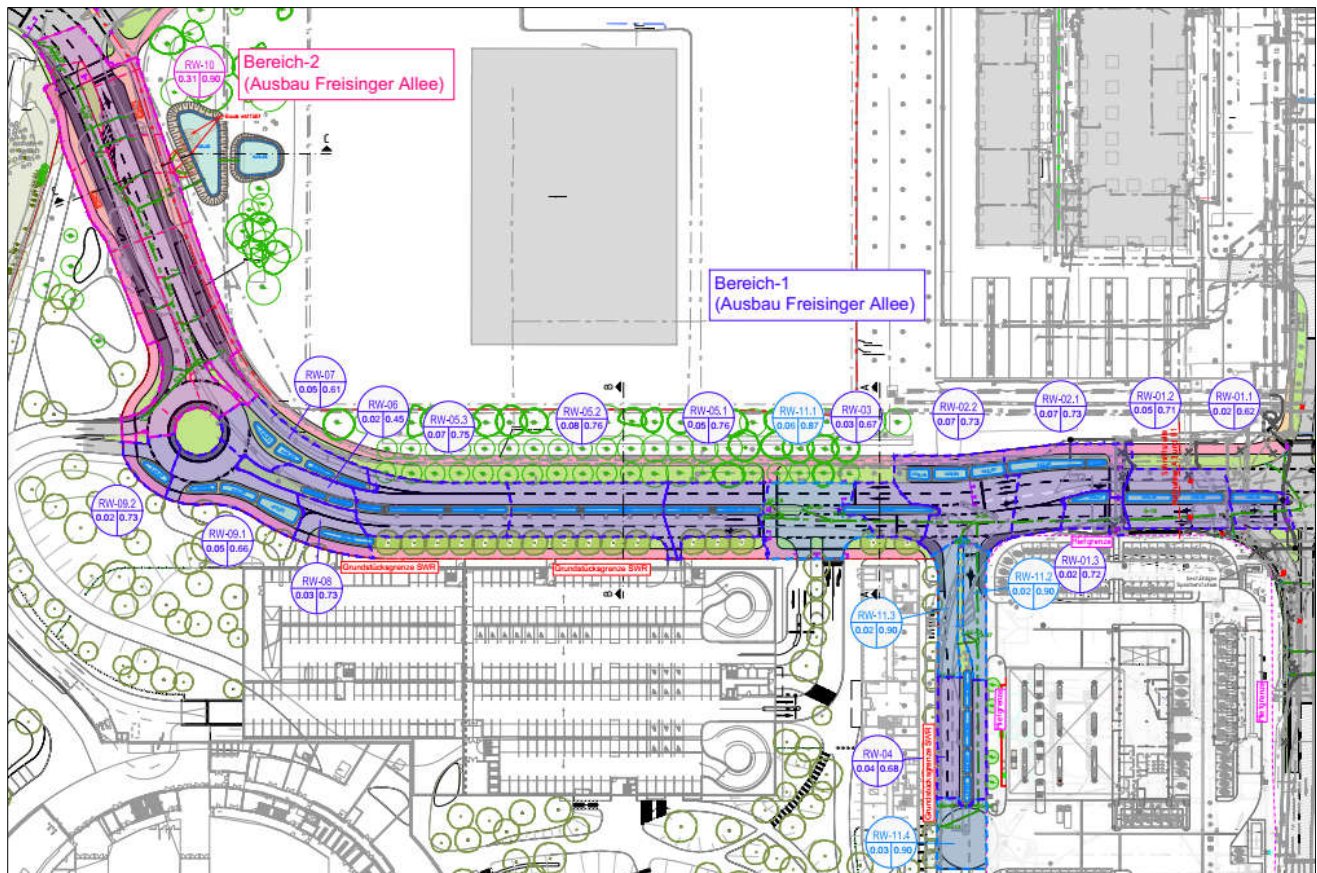 RW-10
0.31 0.90
Bereich-2
(Ausbau Freisinger Allee)
C
Bereich-1
(Ausbau Freisinger Allee)
RW-07
0.05 0.61
RW-06
0.02 0.45
RW-05.3
0.07 0.75
B
RW-05.2
0.08 0.76
RW-05.1
0.05 0.76
RW-11.1
0.06 0.87
A
RW-03
0.03 0.67
RW-02.2
0.07 0.73
RW-02.1
0.07 0.73
RW-01.2
0.05 0.71
RW-01.1
0.02 0.62
RW-09.2
0.02 0.73
RW-09.1
0.05 0.66
RW-08
0.03 0.73
Grundstücksgrenze SWR
Grundstücksgrenze SWR
B
A
RW-11.3
0.02 0.90
RW-11.2
0.02 0.90
RW-01.3
0.02 0.72
RW-04
0.04 0.68
Grundstücksgrenze SWR
RW-11.4
0.03 0.90